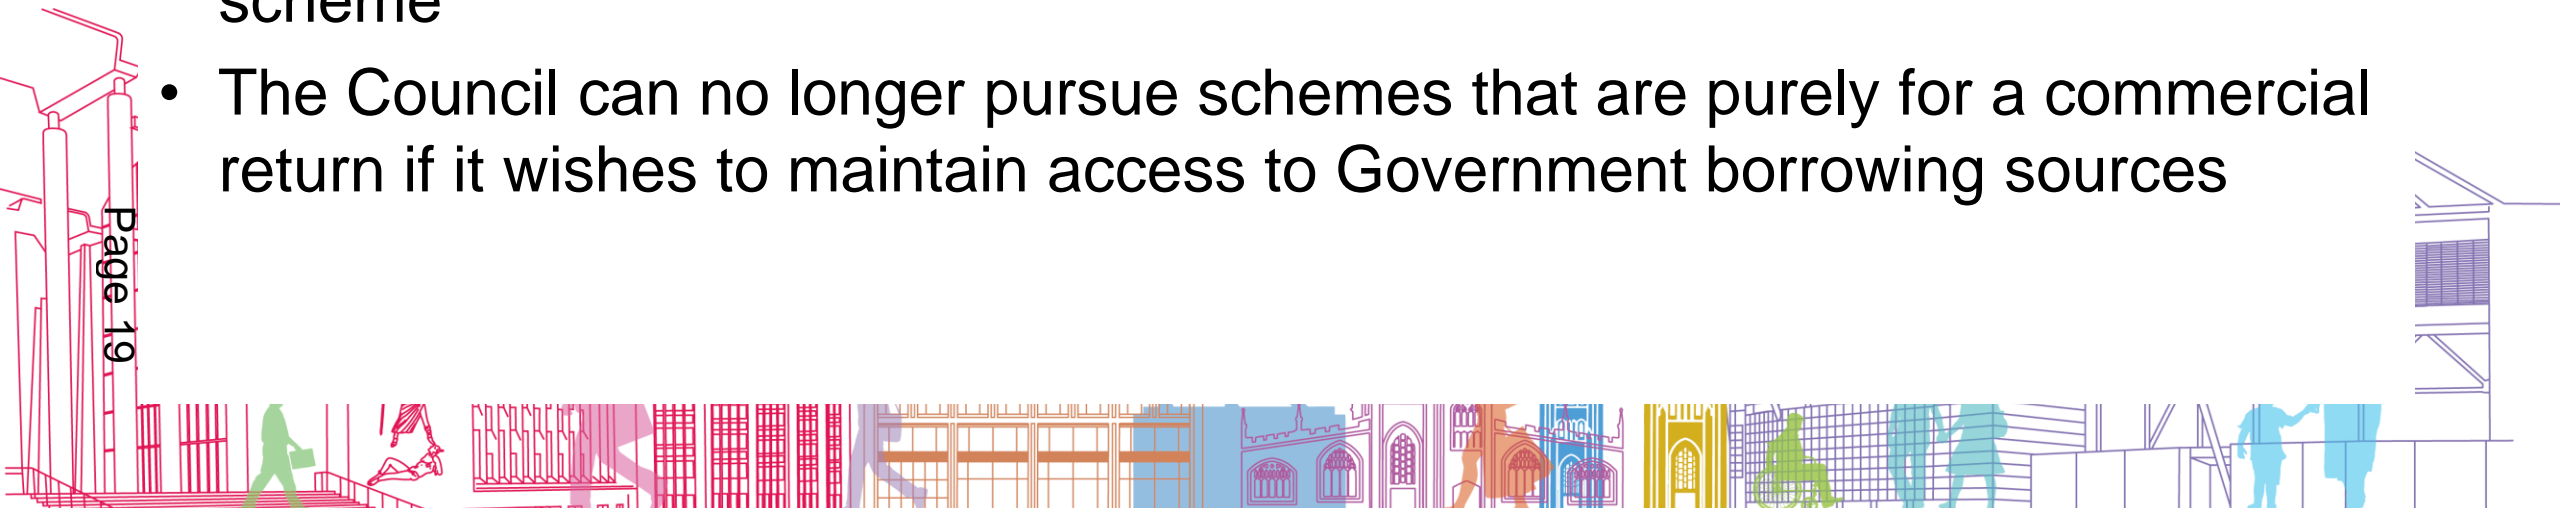 scheme
• The Council can no longer pursue schemes that are purely for a commercial
return if it wishes to maintain access to Government borrowing sources
Page 19